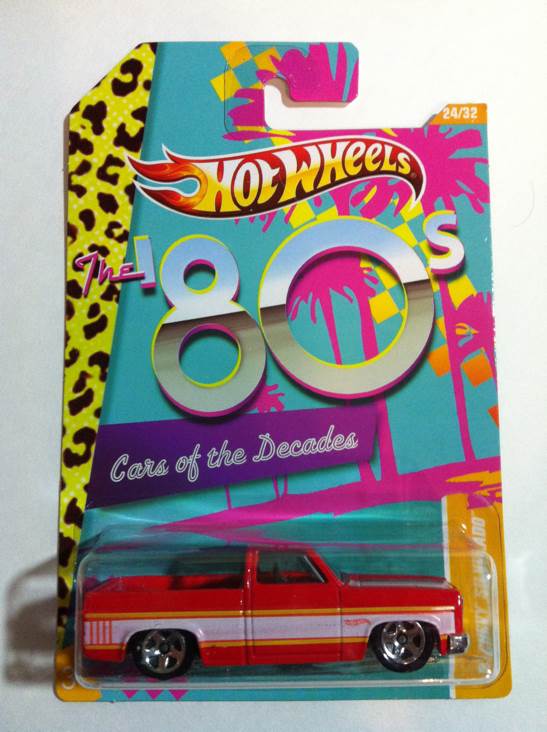 24/32
HOT WHEELS
The '80s
Cars of the Decades